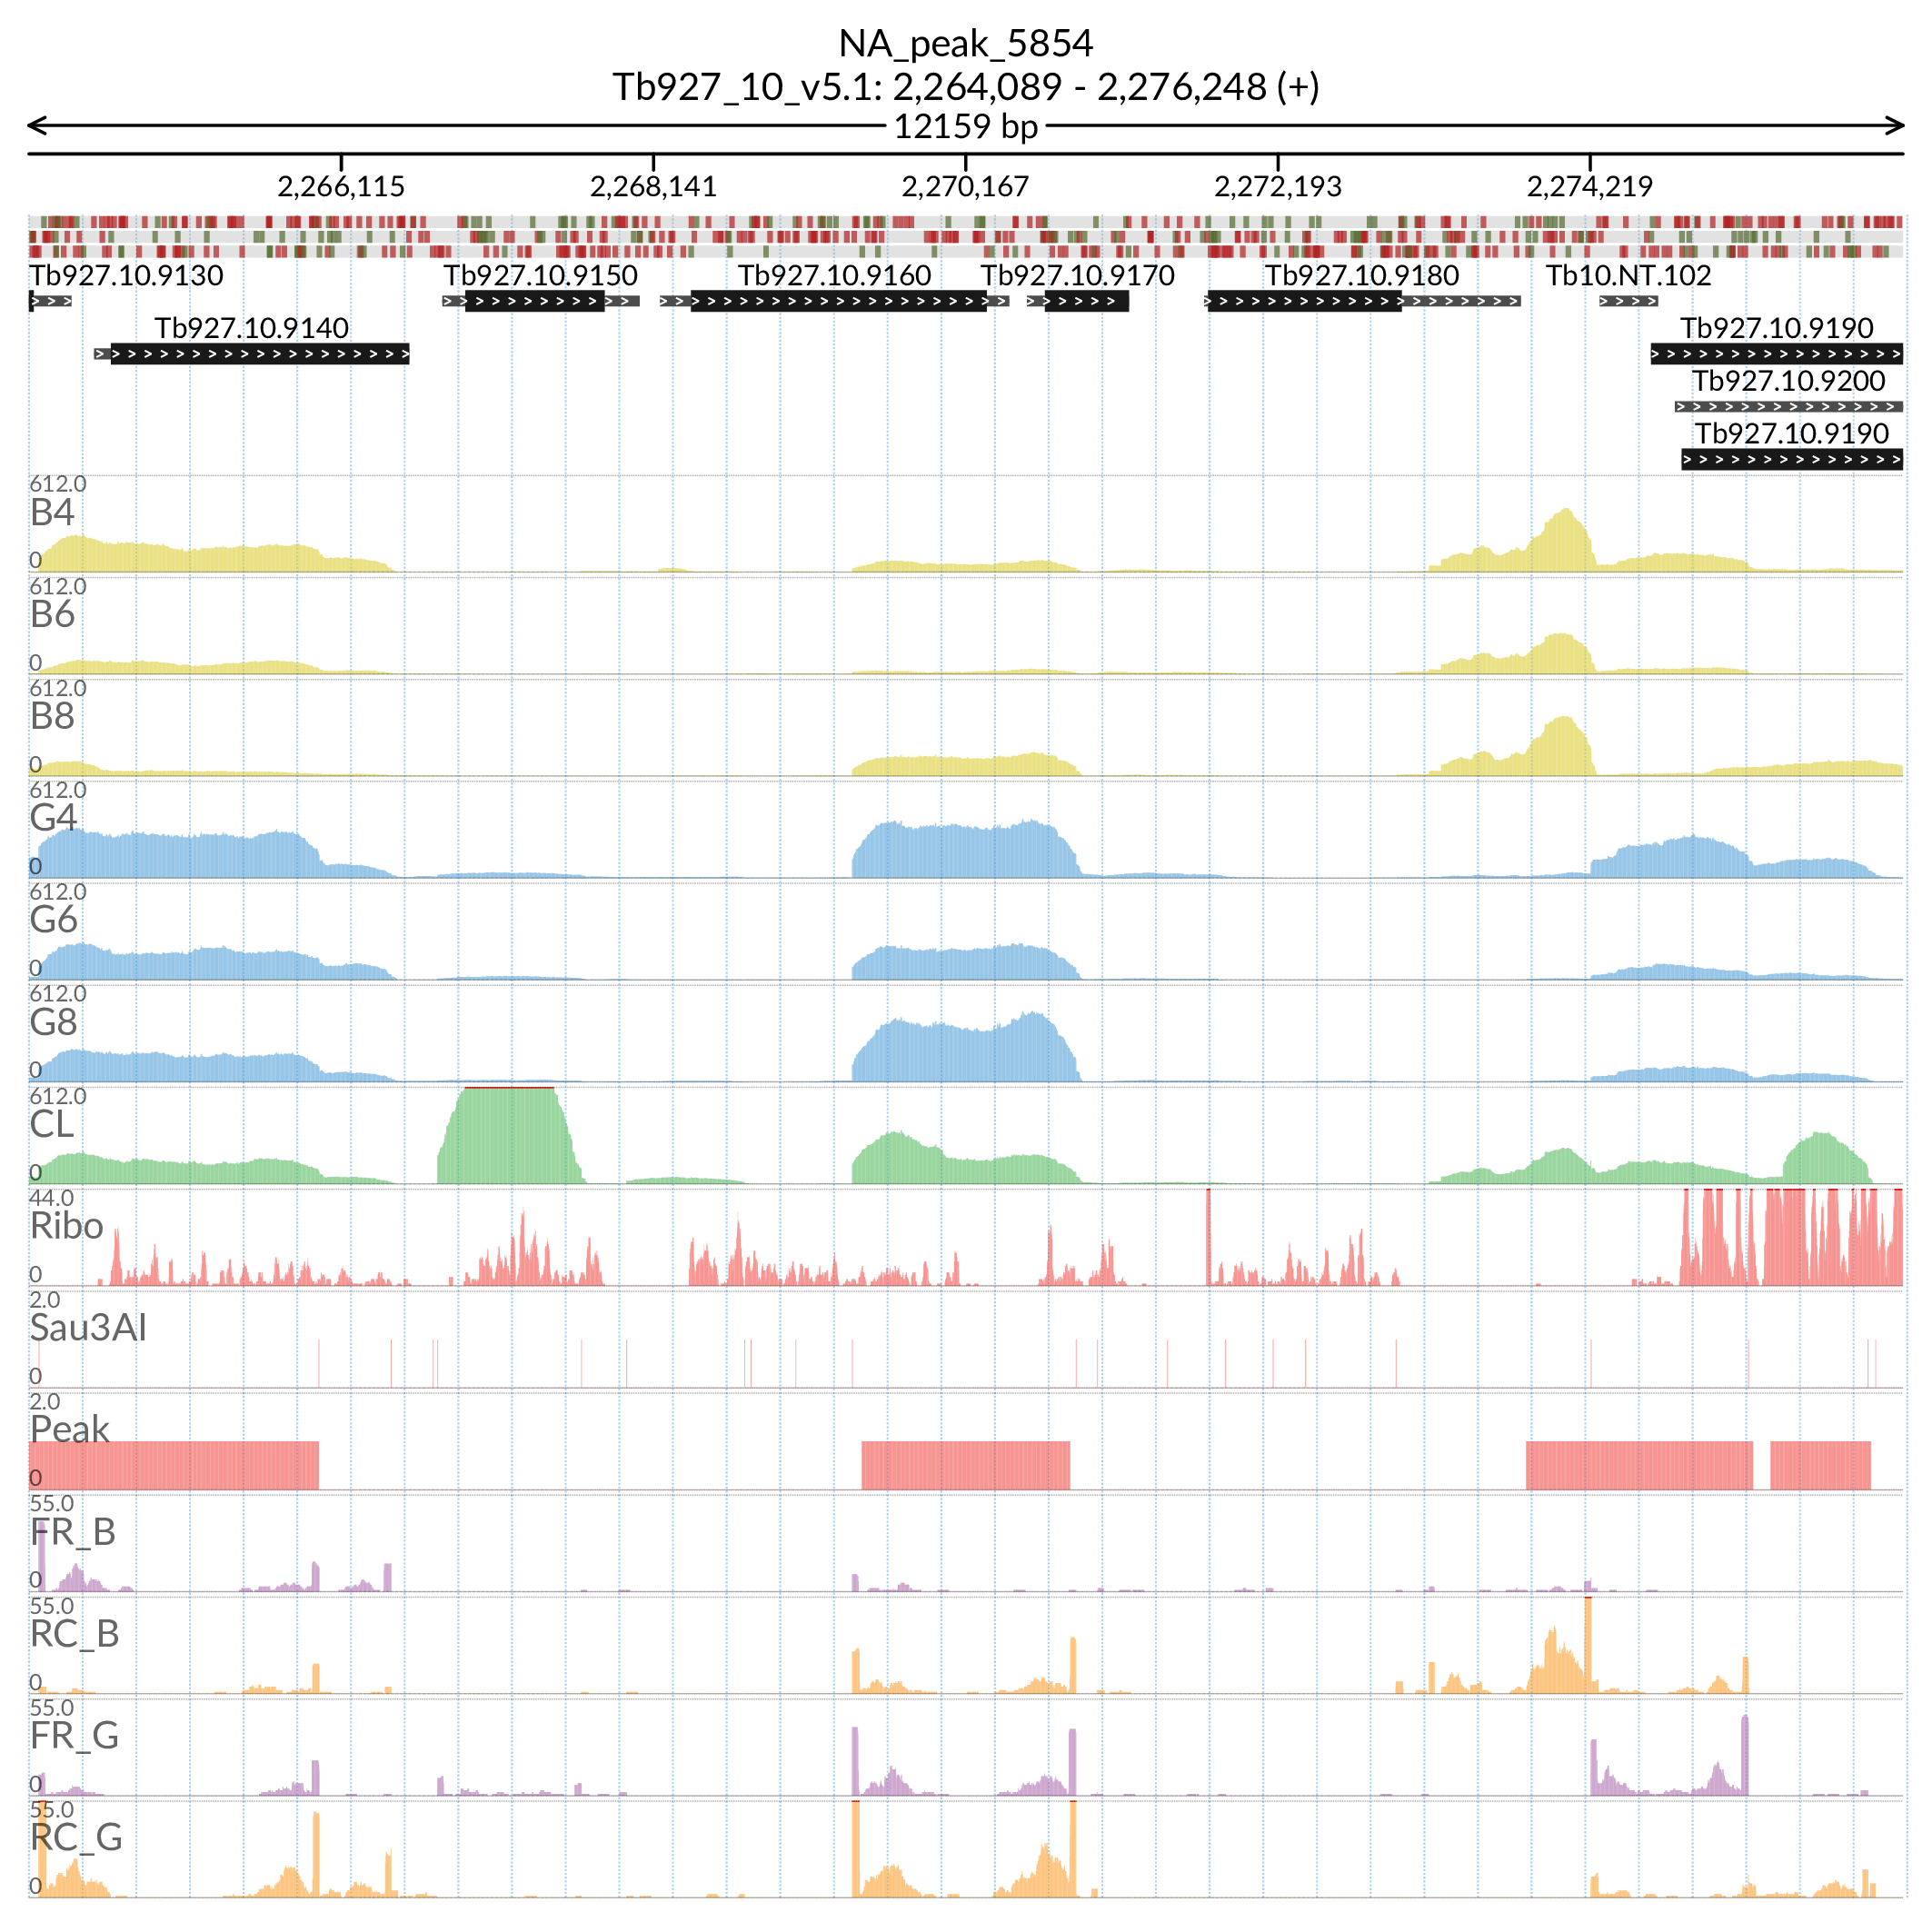 NA_peak_5854
Tb927_10_v5.1: 2,264,089 - 2,276,248 (+)
12159 bp
2,266,115 2,268,141 2,270,167 2,272,193 2,274,219
Tb927.10.9130 Tb927.10.9150 Tb927.10.9160 Tb927.10.9170 Tb927.10.9180 Tb10.NT.102
Tb927.10.9140 Tb927.10.9190
Tb927.10.9200
Tb927.10.9190
612.0
B4
0
612.0
B6
0
612.0
B8
0
612.0
G4
0
612.0
G6
0
612.0
G8
0
612.0
CL
0
44.0
Ribo
0
2.0
Sau3AI
0
2.0
Peak
0
55.0
FR_B
0
55.0
RC_B
0
55.0
FR_G
0
55.0
RC_G
0